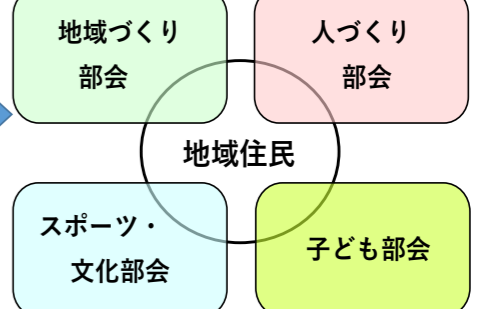 地域づくり
部会
人づくり
部会
地域住民
スポーツ・
文化部会
子ども部会